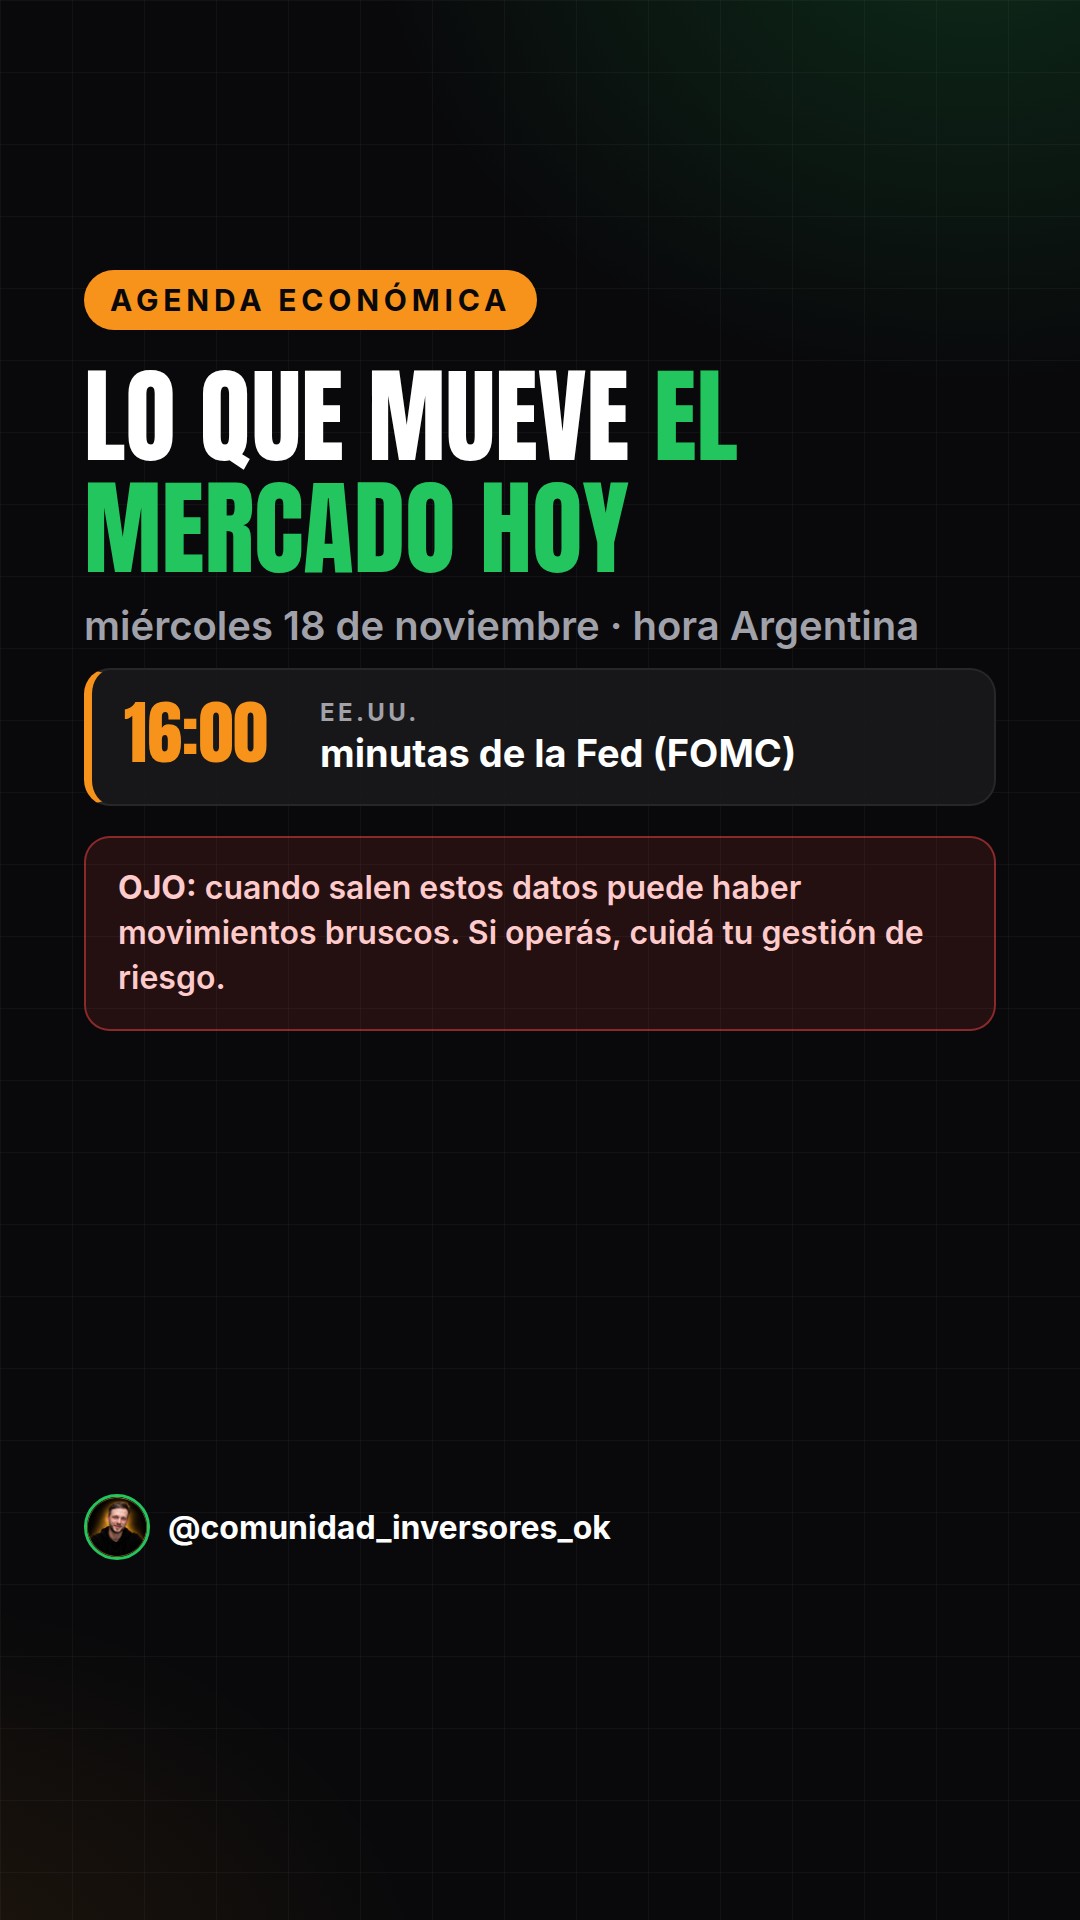 AGENDA ECONÓMICA
LO QUE MUEVE EL
MERCADO HOY
miércoles 18 de noviembre · hora Argentina
16:00
EE.UU.
minutas de la Fed (FOMC)
OJO: cuando salen estos datos puede haber
movimientos bruscos. Si operás, cuidá tu gestión de
riesgo.
@comunidad_inversores_ok